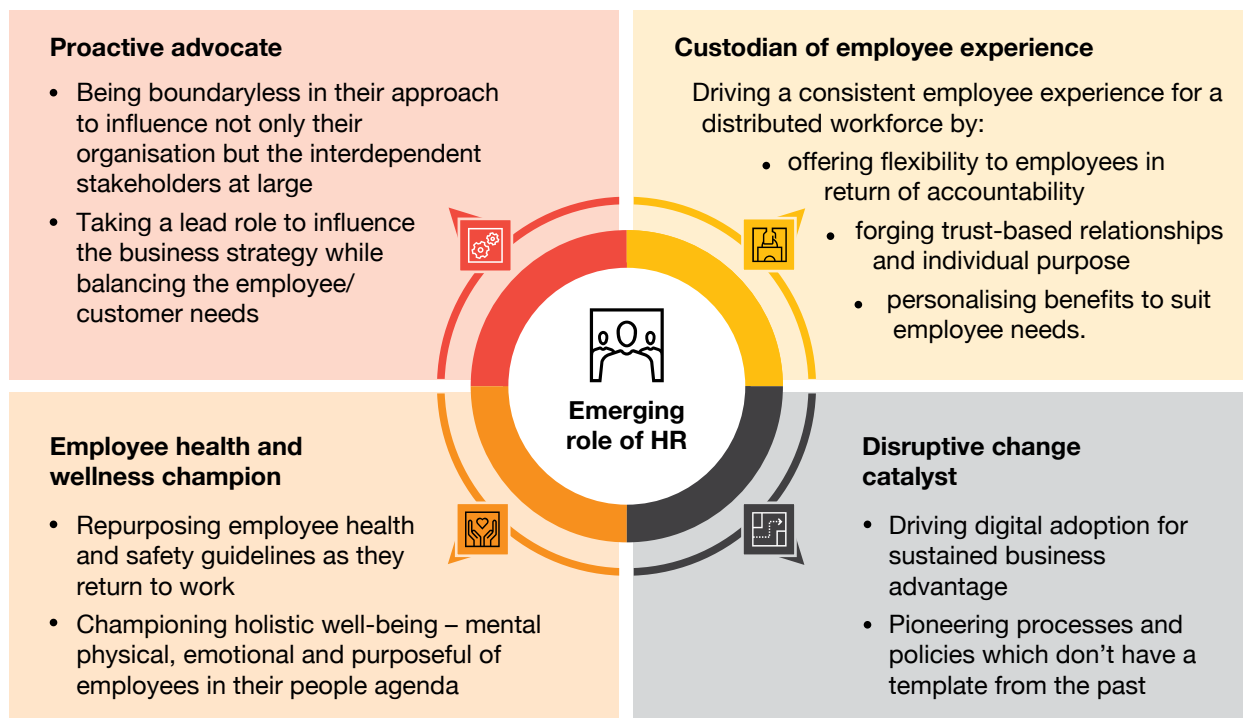 Proactive advocate
• Being boundaryless in their approach
to influence not only their
organisation but the interdependent
stakeholders at large
• Taking a lead role to influence
the business strategy while
balancing the employee/
customer needs
Custodian of employee experience
Driving a consistent employee experience for a
distributed workforce by:
• offering flexibility to employees in
return of accountability
• forging trust-based relationships
and individual purpose
• personalising benefits to suit
employee needs.
Emerging
role of HR
Employee health and
wellness champion
• Repurposing employee health
and safety guidelines as they
return to work
• Championing holistic well-being – mental
physical, emotional and purposeful of
employees in their people agenda
Disruptive change
catalyst
• Driving digital adoption for
sustained business
advantage
• Pioneering processes and
policies which don’t have a
template from the past